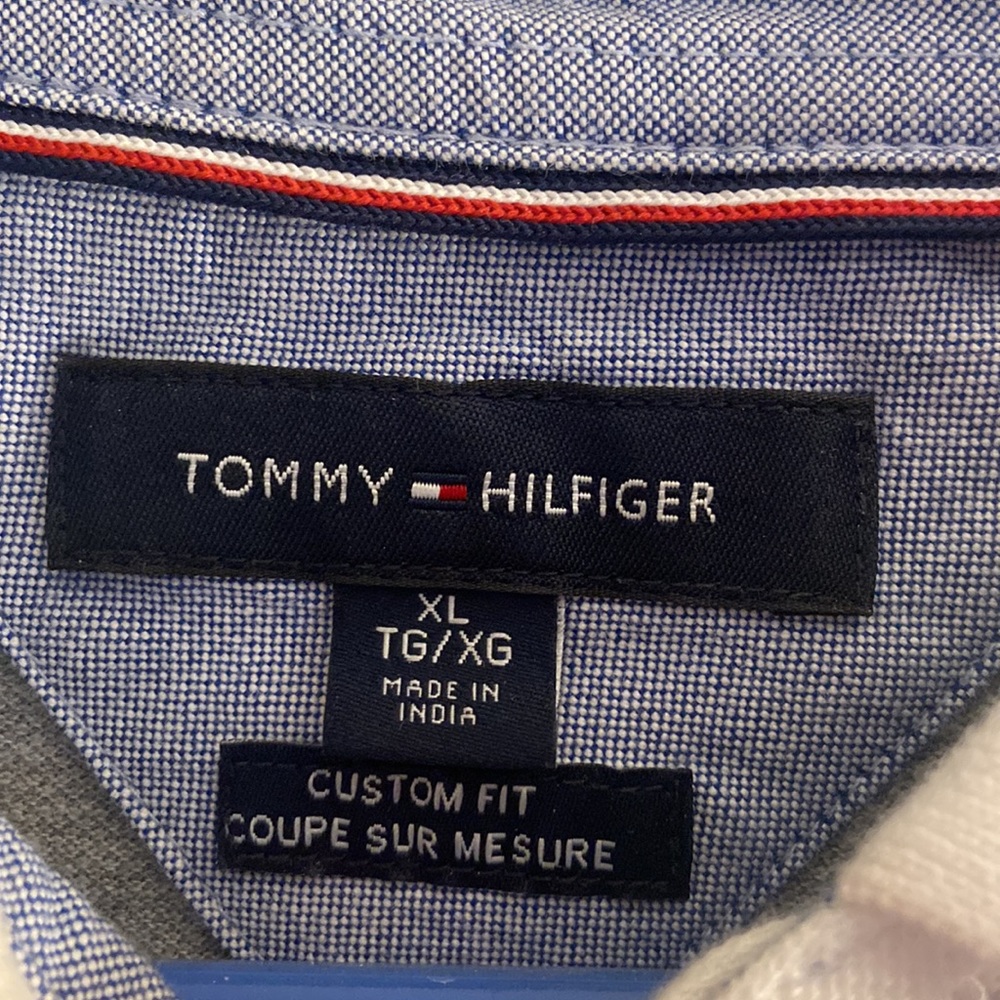 TOMMY HILFIGER
XL
TG/XG
MADE IN
INDIA
CUSTOM FIT
COUPE SUR MESURE